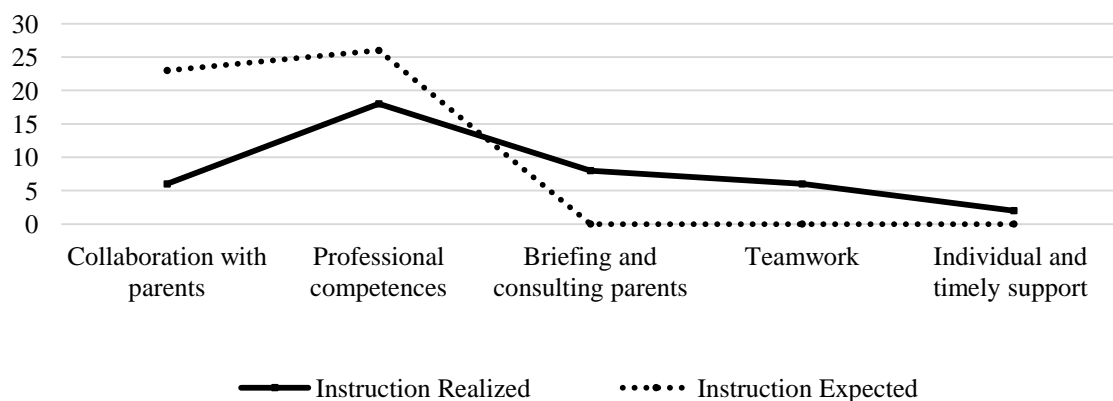 30
25
20
15
10
5
0
Collaboration with
parents
Professional
competences
Briefing and
consulting parents
Teamwork
Individual and
timely support
Instruction Realized
Instruction Expected